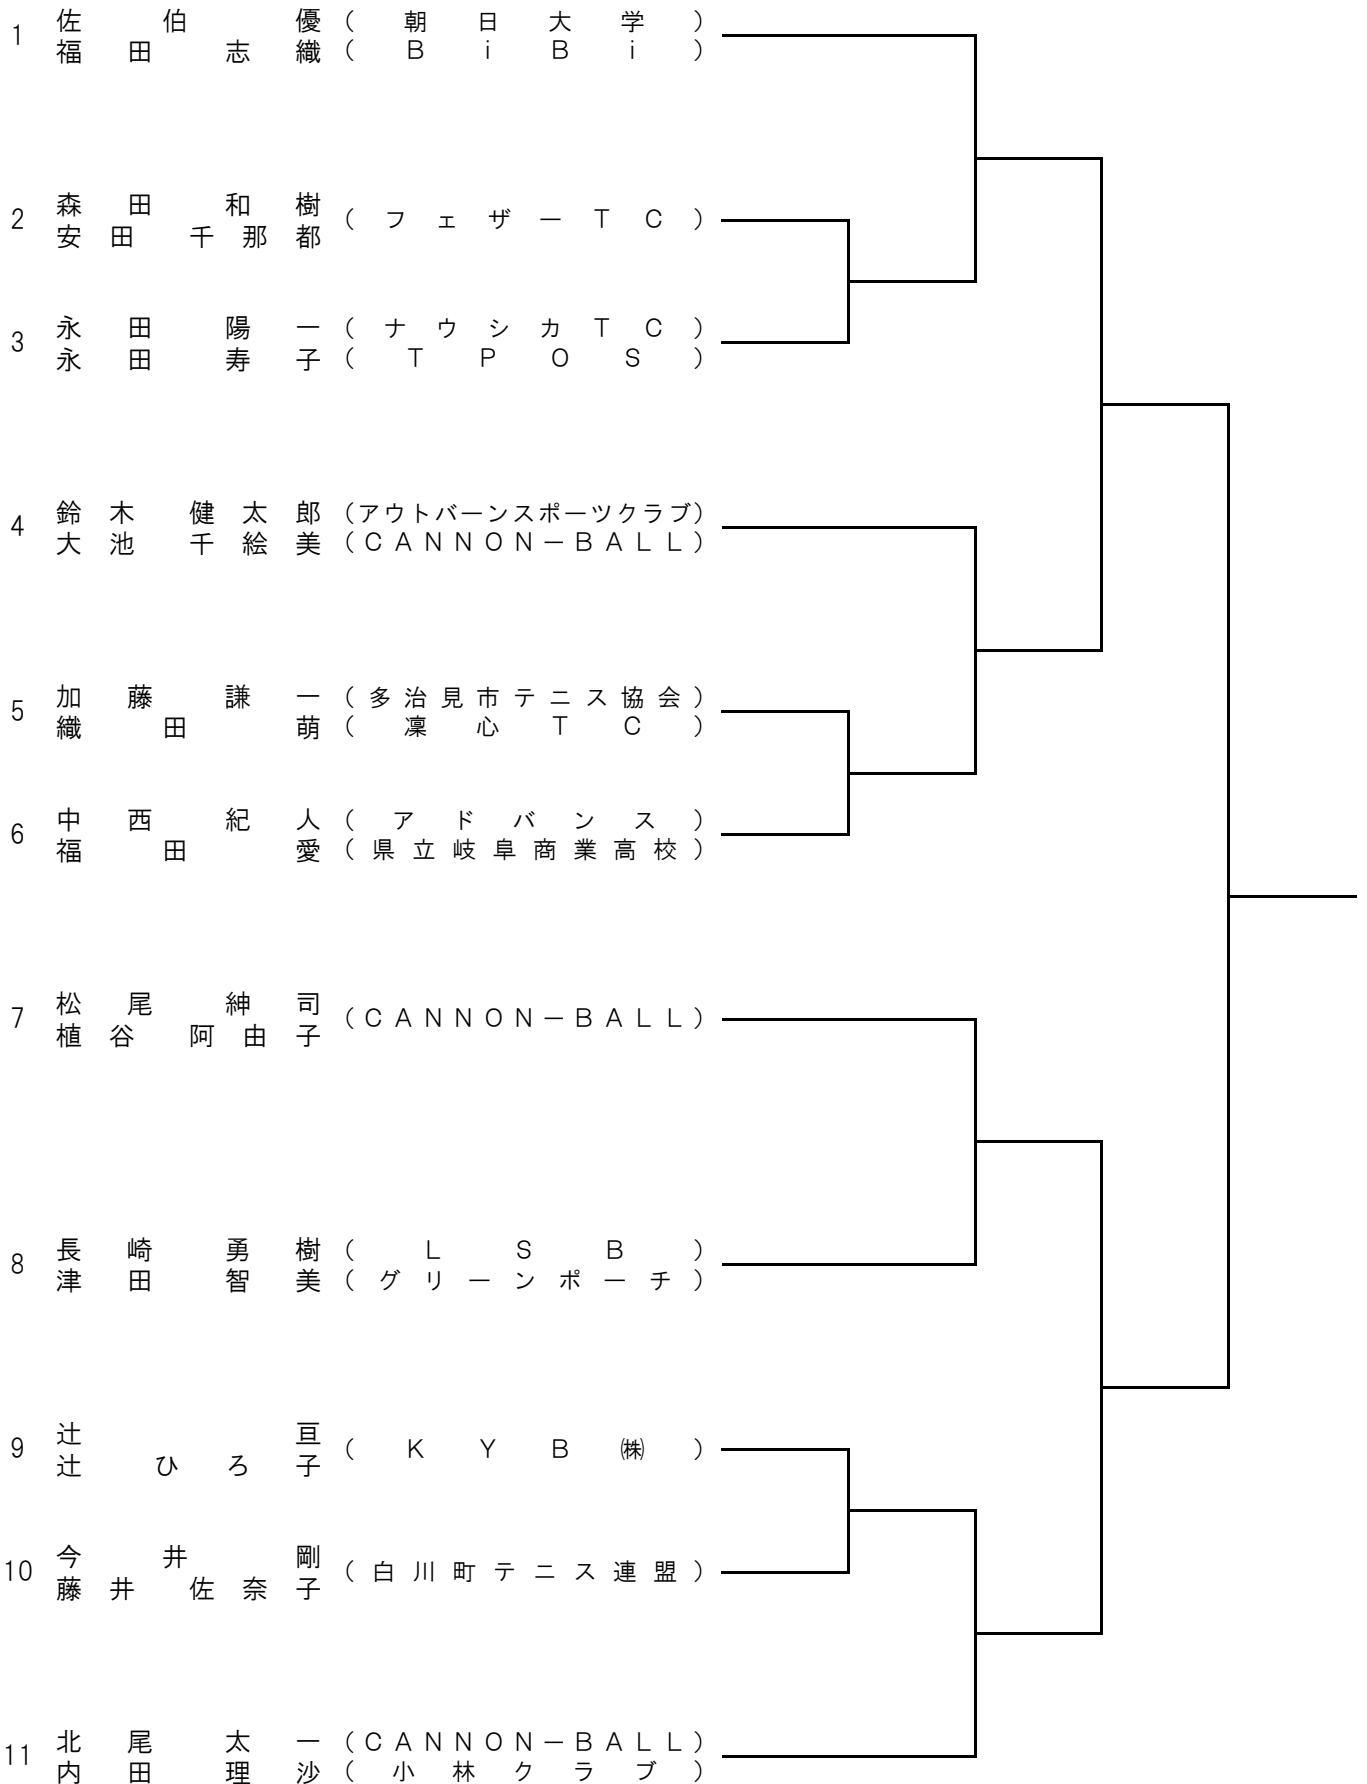 1 佐伯優 (朝日大学)
福田志織 (ＢｉＢｉ)
2 森田和樹 (フェザーＴＣ)
安田千那都
3 永田陽一 (ナウシカＴＣ)
永田寿子 (ＴＰＯＳ)
4 鈴木健太郎 (アウトバーンスポーツクラブ)
大池千絵美 (ＣＡＮＮＯＮ－ＢＡＬＬ)
5 加藤謙一 (多治見市テニス協会)
織田萌 (凜心ＴＣ)
6 中西紀人 (アドバンス)
福田愛 (県立岐阜商業高校)
7 松尾紳司 (ＣＡＮＮＯＮ－ＢＡＬＬ)
植谷阿由子
8 長崎勇樹 (ＬＳＢ)
津田智美 (グリーンポーチ)
9 辻亘 (ＫＹＢ㈱)
辻ひろ子
10 今井剛 (白川町テニス連盟)
藤井佐奈子
11 北尾太一 (ＣＡＮＮＯＮ－ＢＡＬＬ)
内田理沙 (小林クラブ)